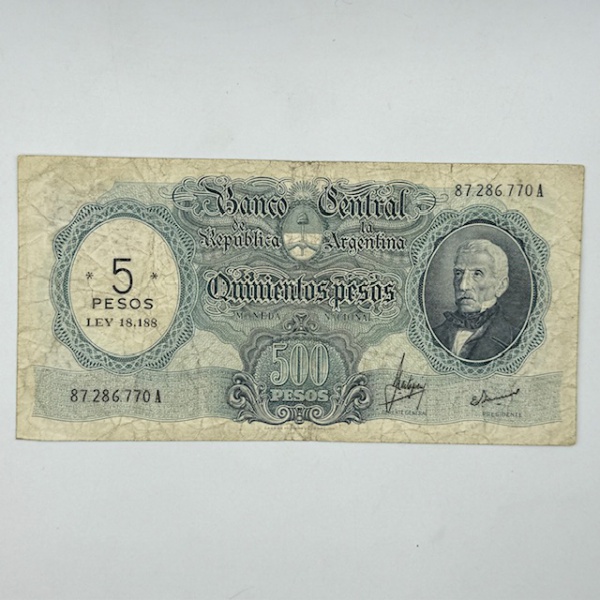 87.286.770 A
Banco Central
de la
República Argentina
Quinientos pesos
MONEDA NACIONAL
* 5 *
PESOS
LEY 18.188
500
PESOS
87.286.770 A
PRESIDENTE